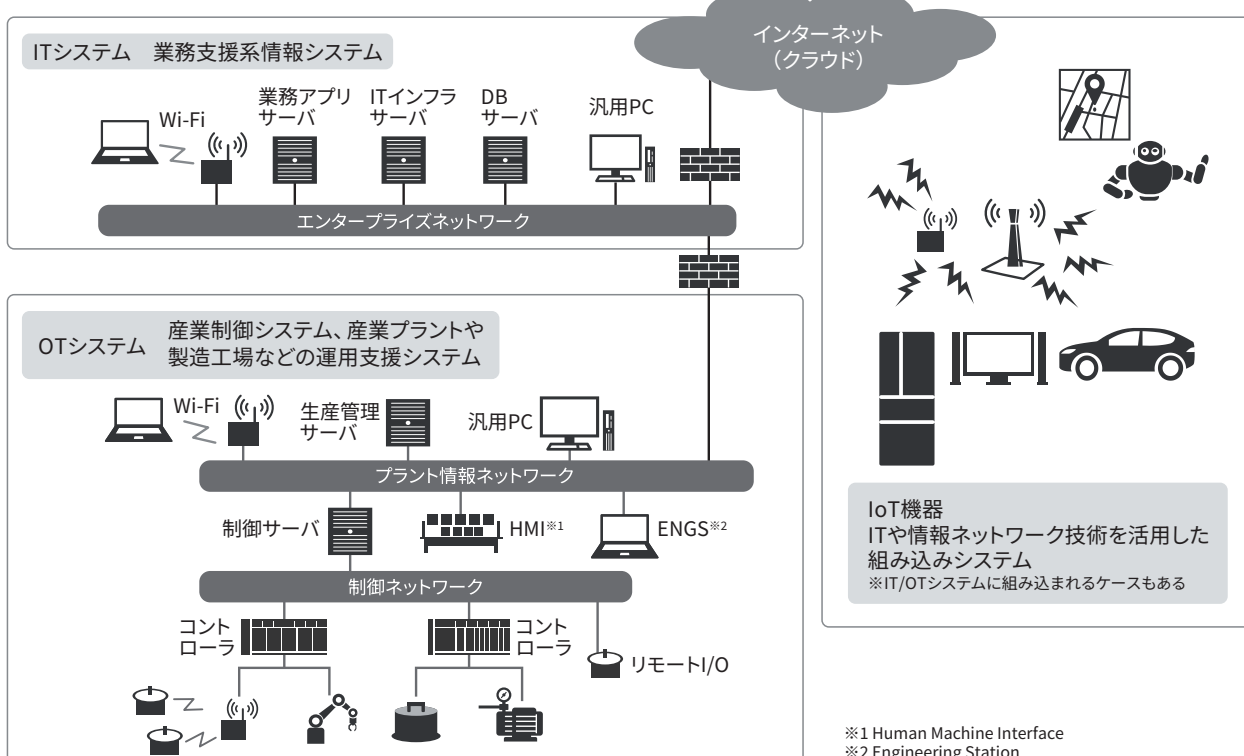 インターネット
(クラウド)
ITシステム 業務支援系情報システム
Wi-Fi
業務アプリ
サーバ
ITインフラ
サーバ
DB
サーバ
汎用PC
エンタープライズネットワーク
OTシステム
産業制御システム、産業プラントや
製造工場などの運用支援システム
Wi-Fi
生産管理
サーバ
汎用PC
プラント情報ネットワーク
制御サーバ
HMI※1
ENGS※2
制御ネットワーク
コント
ローラ
コント
ローラ
リモートI/O
IoT機器
ITや情報ネットワーク技術を活用した
組み込みシステム
※IT/OTシステムに組み込まれるケースもある
※1 Human Machine Interface
※2 Engineering Station